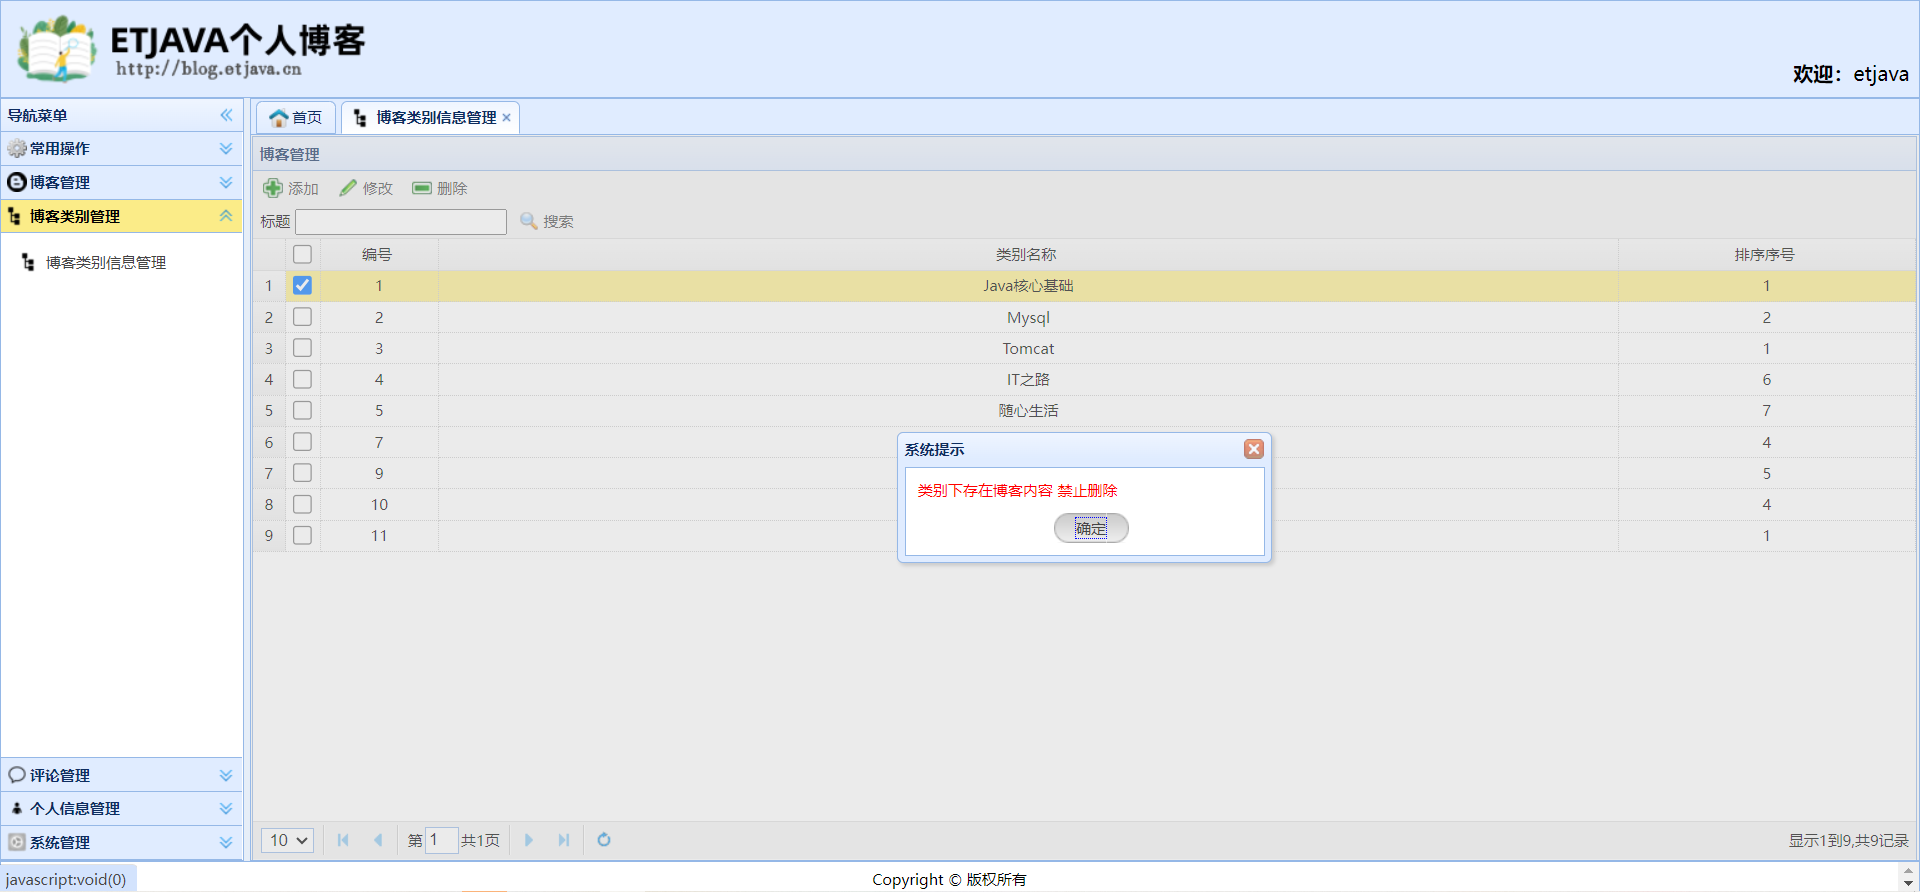 ETJAVA个人博客
http://blog.etjava.cn
欢迎：etjava
导航菜单
常用操作
博客管理
博客类别管理
博客类别信息管理
评论管理
个人信息管理
系统管理
首页 博客类别信息管理
博客管理
添加 修改 删除
标题 搜索
编号 类别名称 排序序号
1 1 Java核心基础 1
2 2 Mysql 2
3 3 Tomcat 1
4 4 IT之路 6
5 5 随心生活 7
6 7 4
7 9 5
8 10 4
9 11 1
系统提示
类别下存在博客内容 禁止删除
确定
10 第 1 共1页 显示1到9,共9记录
javascript:void(0)
Copyright © 版权所有